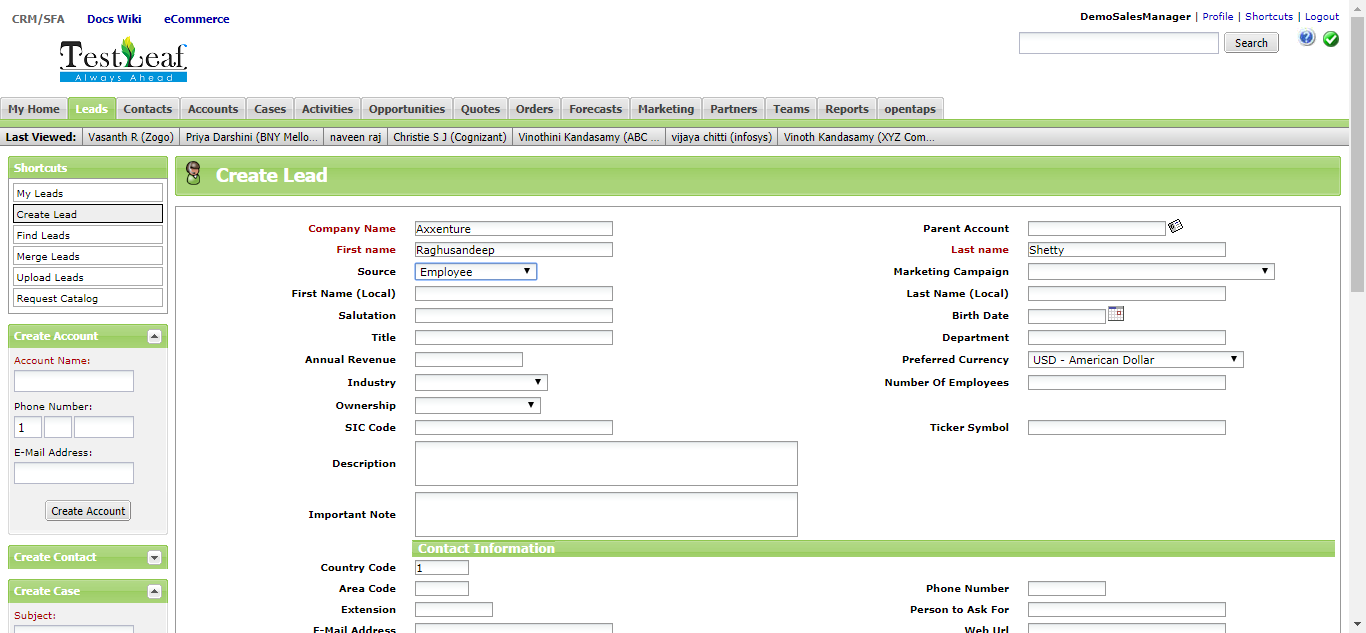 CRM/SFA Docs Wiki eCommerce
DemoSalesManager | Profile | Shortcuts | Logout
TestLeaf
Always Ahead
Search
My Home Leads Contacts Accounts Cases Activities Opportunities Quotes Orders Forecasts Marketing Partners Teams Reports opentaps
Last Viewed: Vasanth R (Zogo) Priya Darshini (BNY Mello... naveen raj Christie S J (Cognizant) Vinothini Kandasamy (ABC ... vijaya chitti (infosys) Vinoth Kandasamy (XYZ Com...
Shortcuts
My Leads
Create Lead
Find Leads
Merge Leads
Upload Leads
Request Catalog
Create Account
Account Name:
Phone Number:
1
E-Mail Address:
Create Account
Create Contact
Create Case
Subject:
Create Lead
Company Name Axxenture Parent Account
First name Raghusandeep Last name Shetty
Source Employee Marketing Campaign
First Name (Local) Last Name (Local)
Salutation Birth Date
Title Department
Annual Revenue Preferred Currency USD - American Dollar
Industry Number Of Employees
Ownership
SIC Code Ticker Symbol
Description
Important Note
Contact Information
Country Code 1
Area Code Phone Number
Extension Person to Ask For
E-Mail Address Web Url